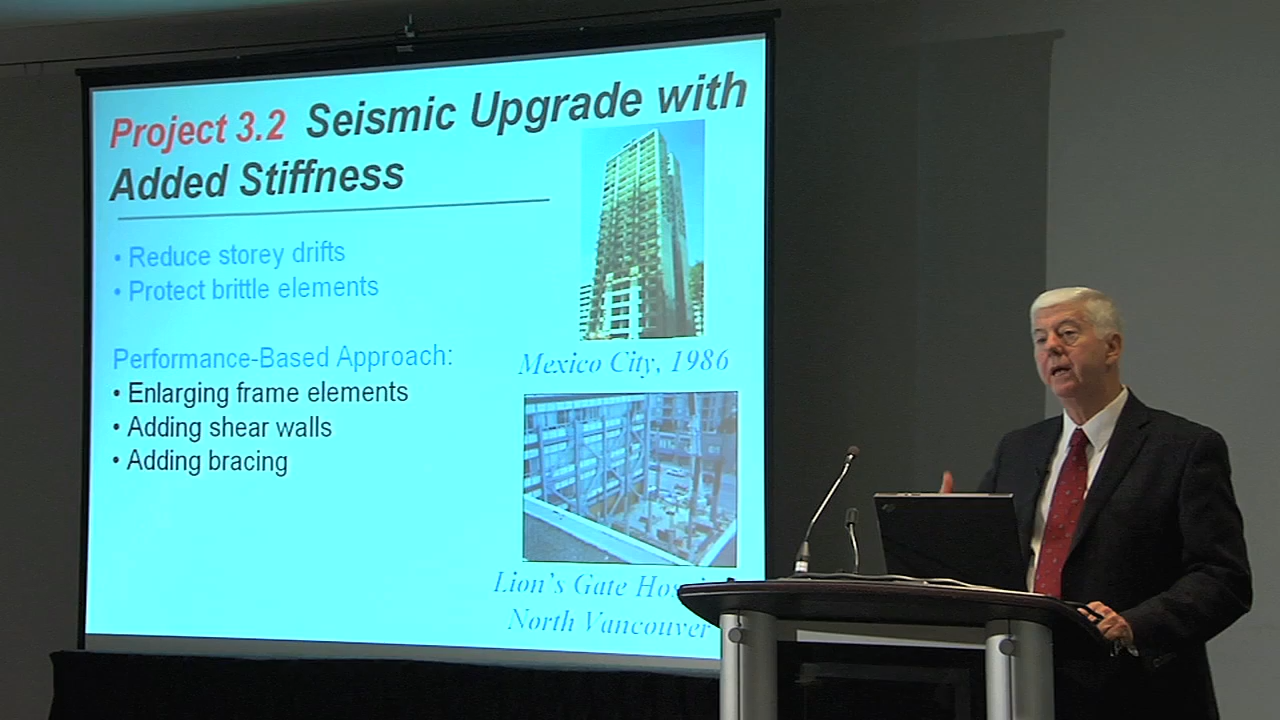 Project 3.2 Seismic Upgrade with
Added Stiffness
• Reduce storey drifts
• Protect brittle elements
Performance-Based Approach:
• Enlarging frame elements
• Adding shear walls
• Adding bracing
Mexico City, 1986
Lion's Gate
North Vancouver